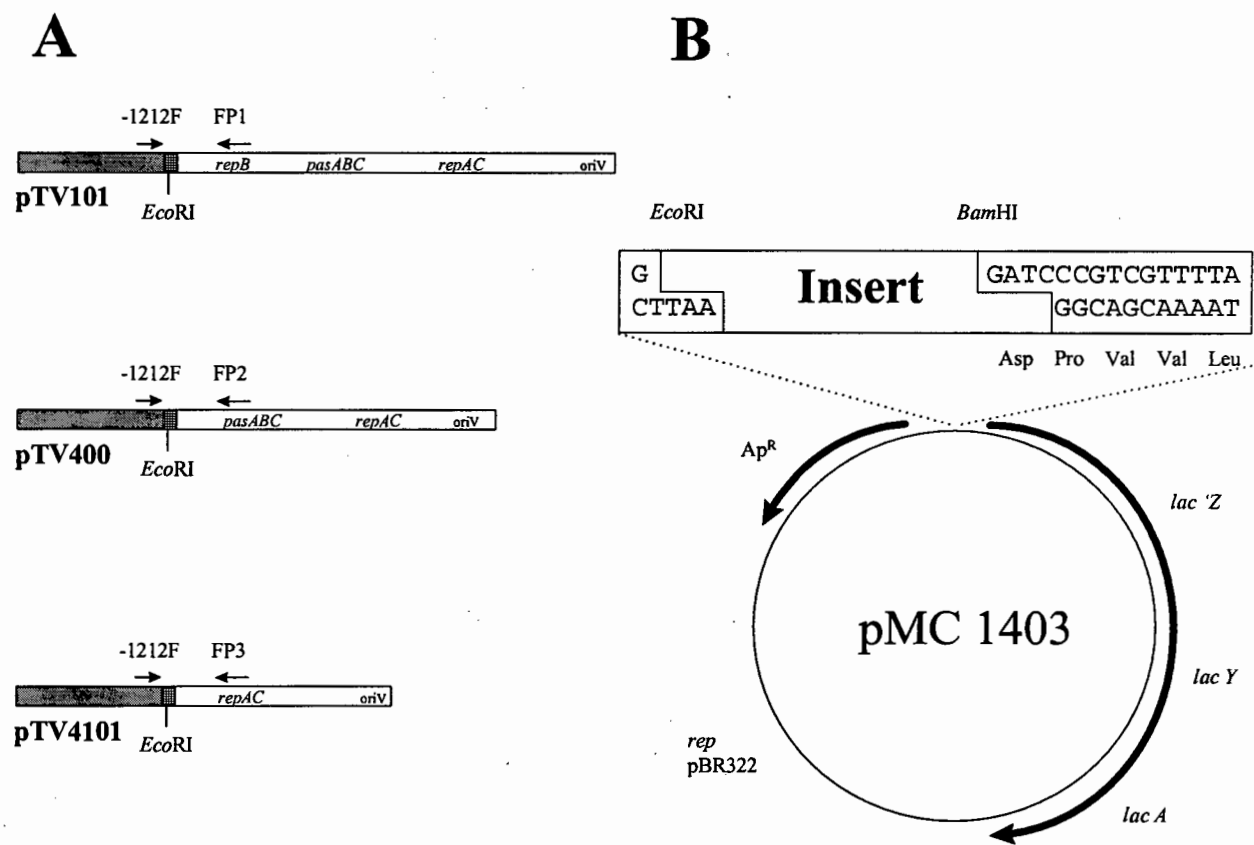 A
-1212F FP1
repB pasABC repAC oriV
pTV101
EcoRI
-1212F FP2
pasABC repAC oriV
pTV400
EcoRI
-1212F FP3
repAC oriV
pTV4101
EcoRI
B
EcoRI BamHI
G Insert GATCCCGTCGTTTTA
CTTAA GGCAGCAAAAT
Asp Pro Val Val Leu
ApR
lac 'Z
pMC 1403
lac Y
rep
pBR322
lac A